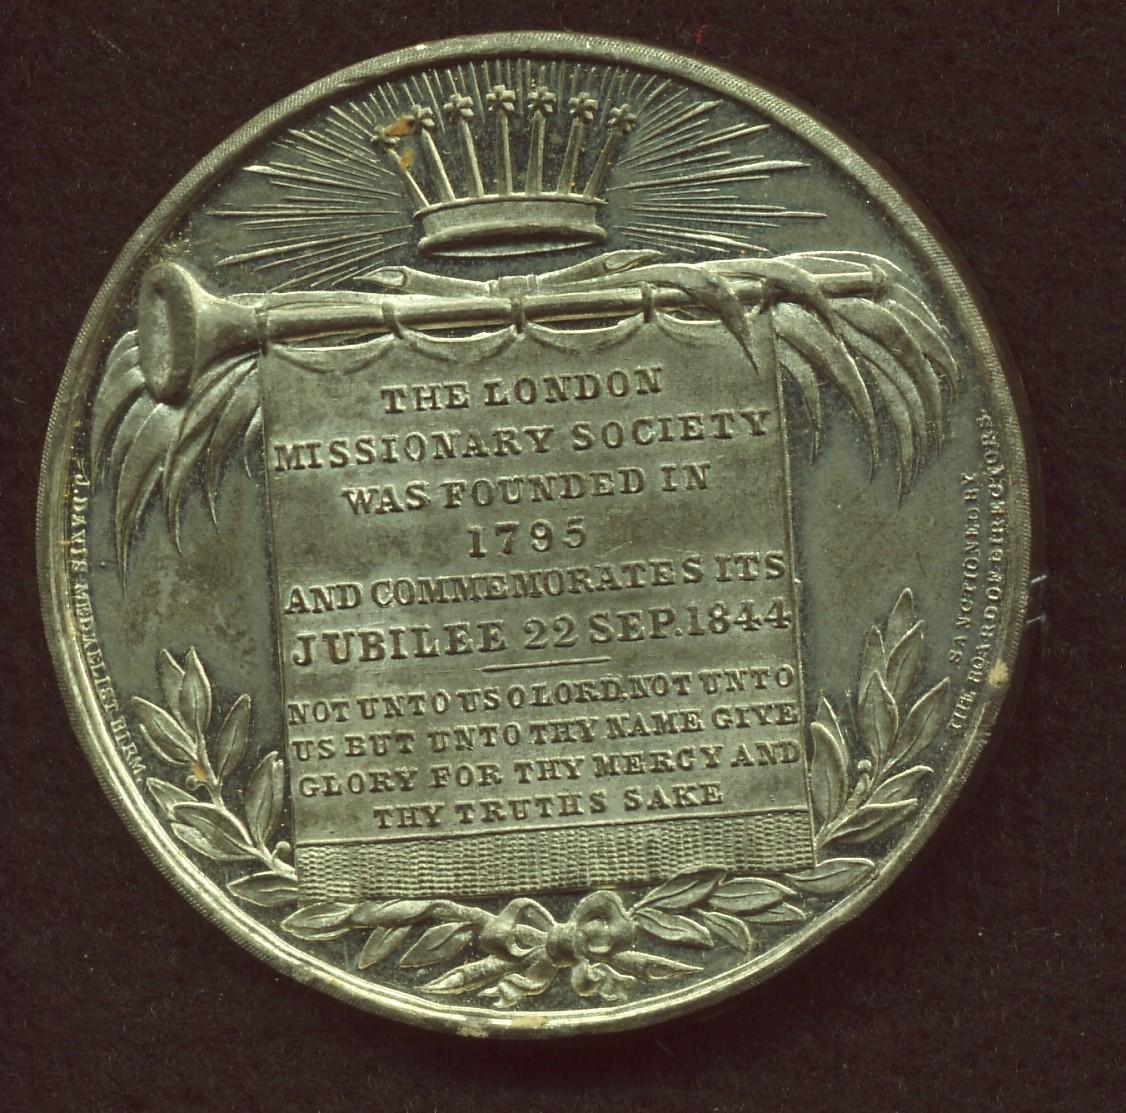 THE LONDON
MISSIONARY SOCIETY
WAS FOUNDED IN
1795
AND COMMEMORATES ITS
JUBILEE 22 SEP. 1844
NOT UNTO US O LORD, NOT UNTO
US BUT UNTO THY NAME GIVE
GLORY FOR THY MERCY AND
THY TRUTHS SAKE
J. DAVIS MEDALLIST BIRM.
SANCTIONED BY
THE BOARD OF DIRECTORS.